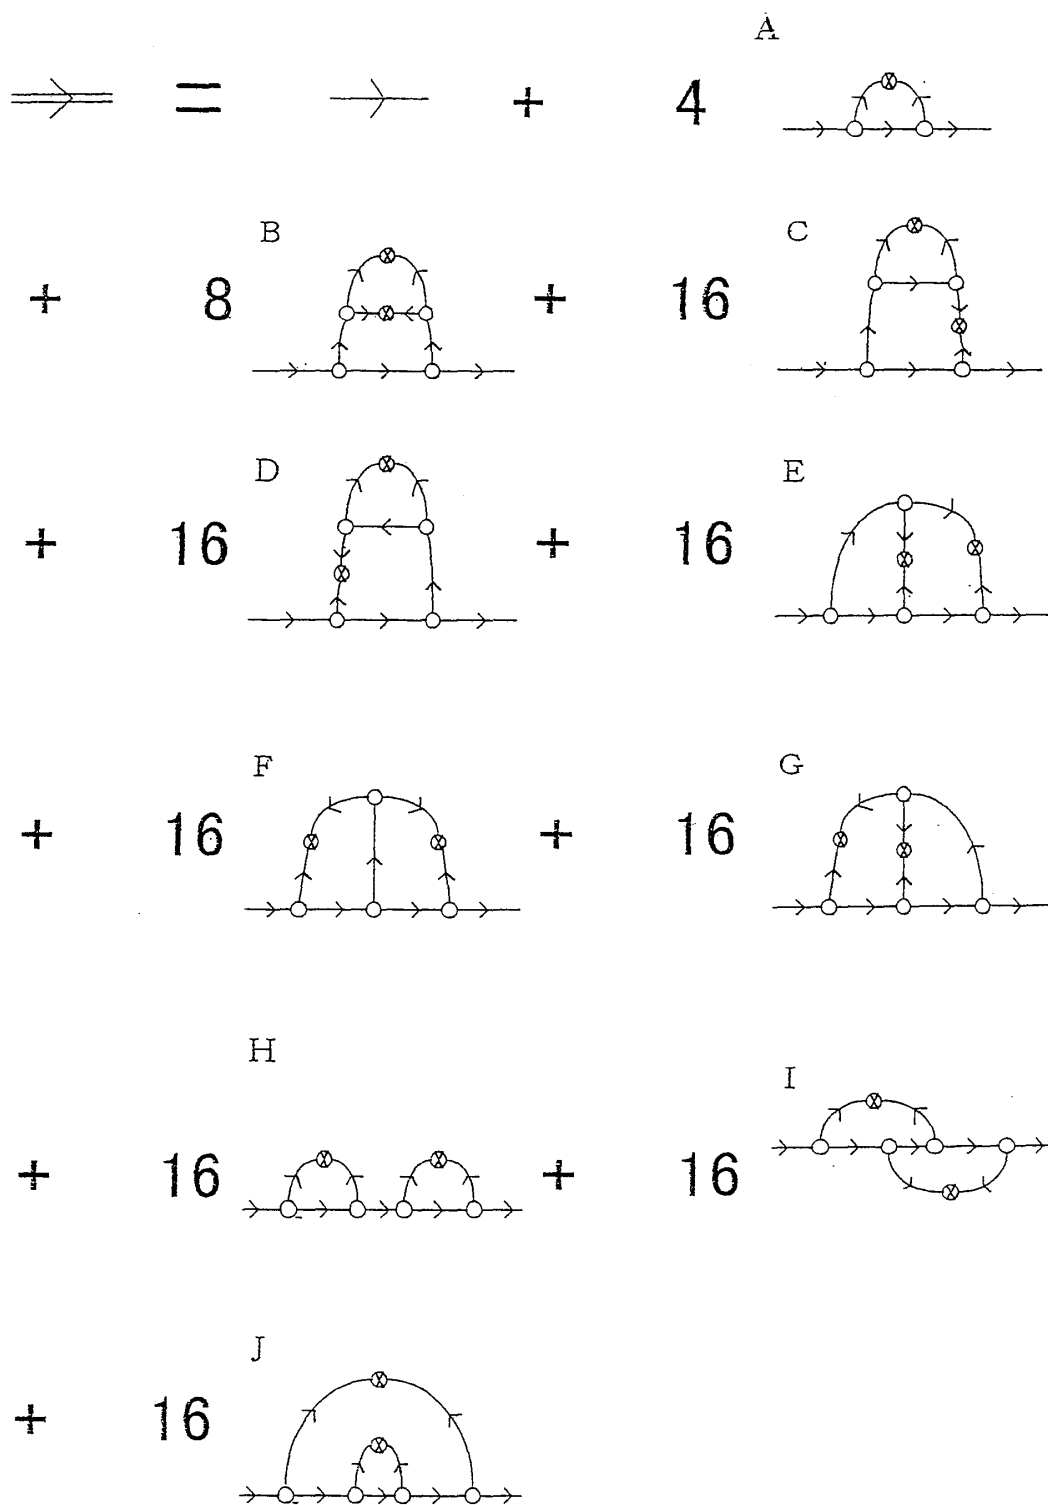 = + 4 A
+ 8 B + 16 C
+ 16 D + 16 E
+ 16 F + 16 G
+ 16 H + 16 I
+ 16 J